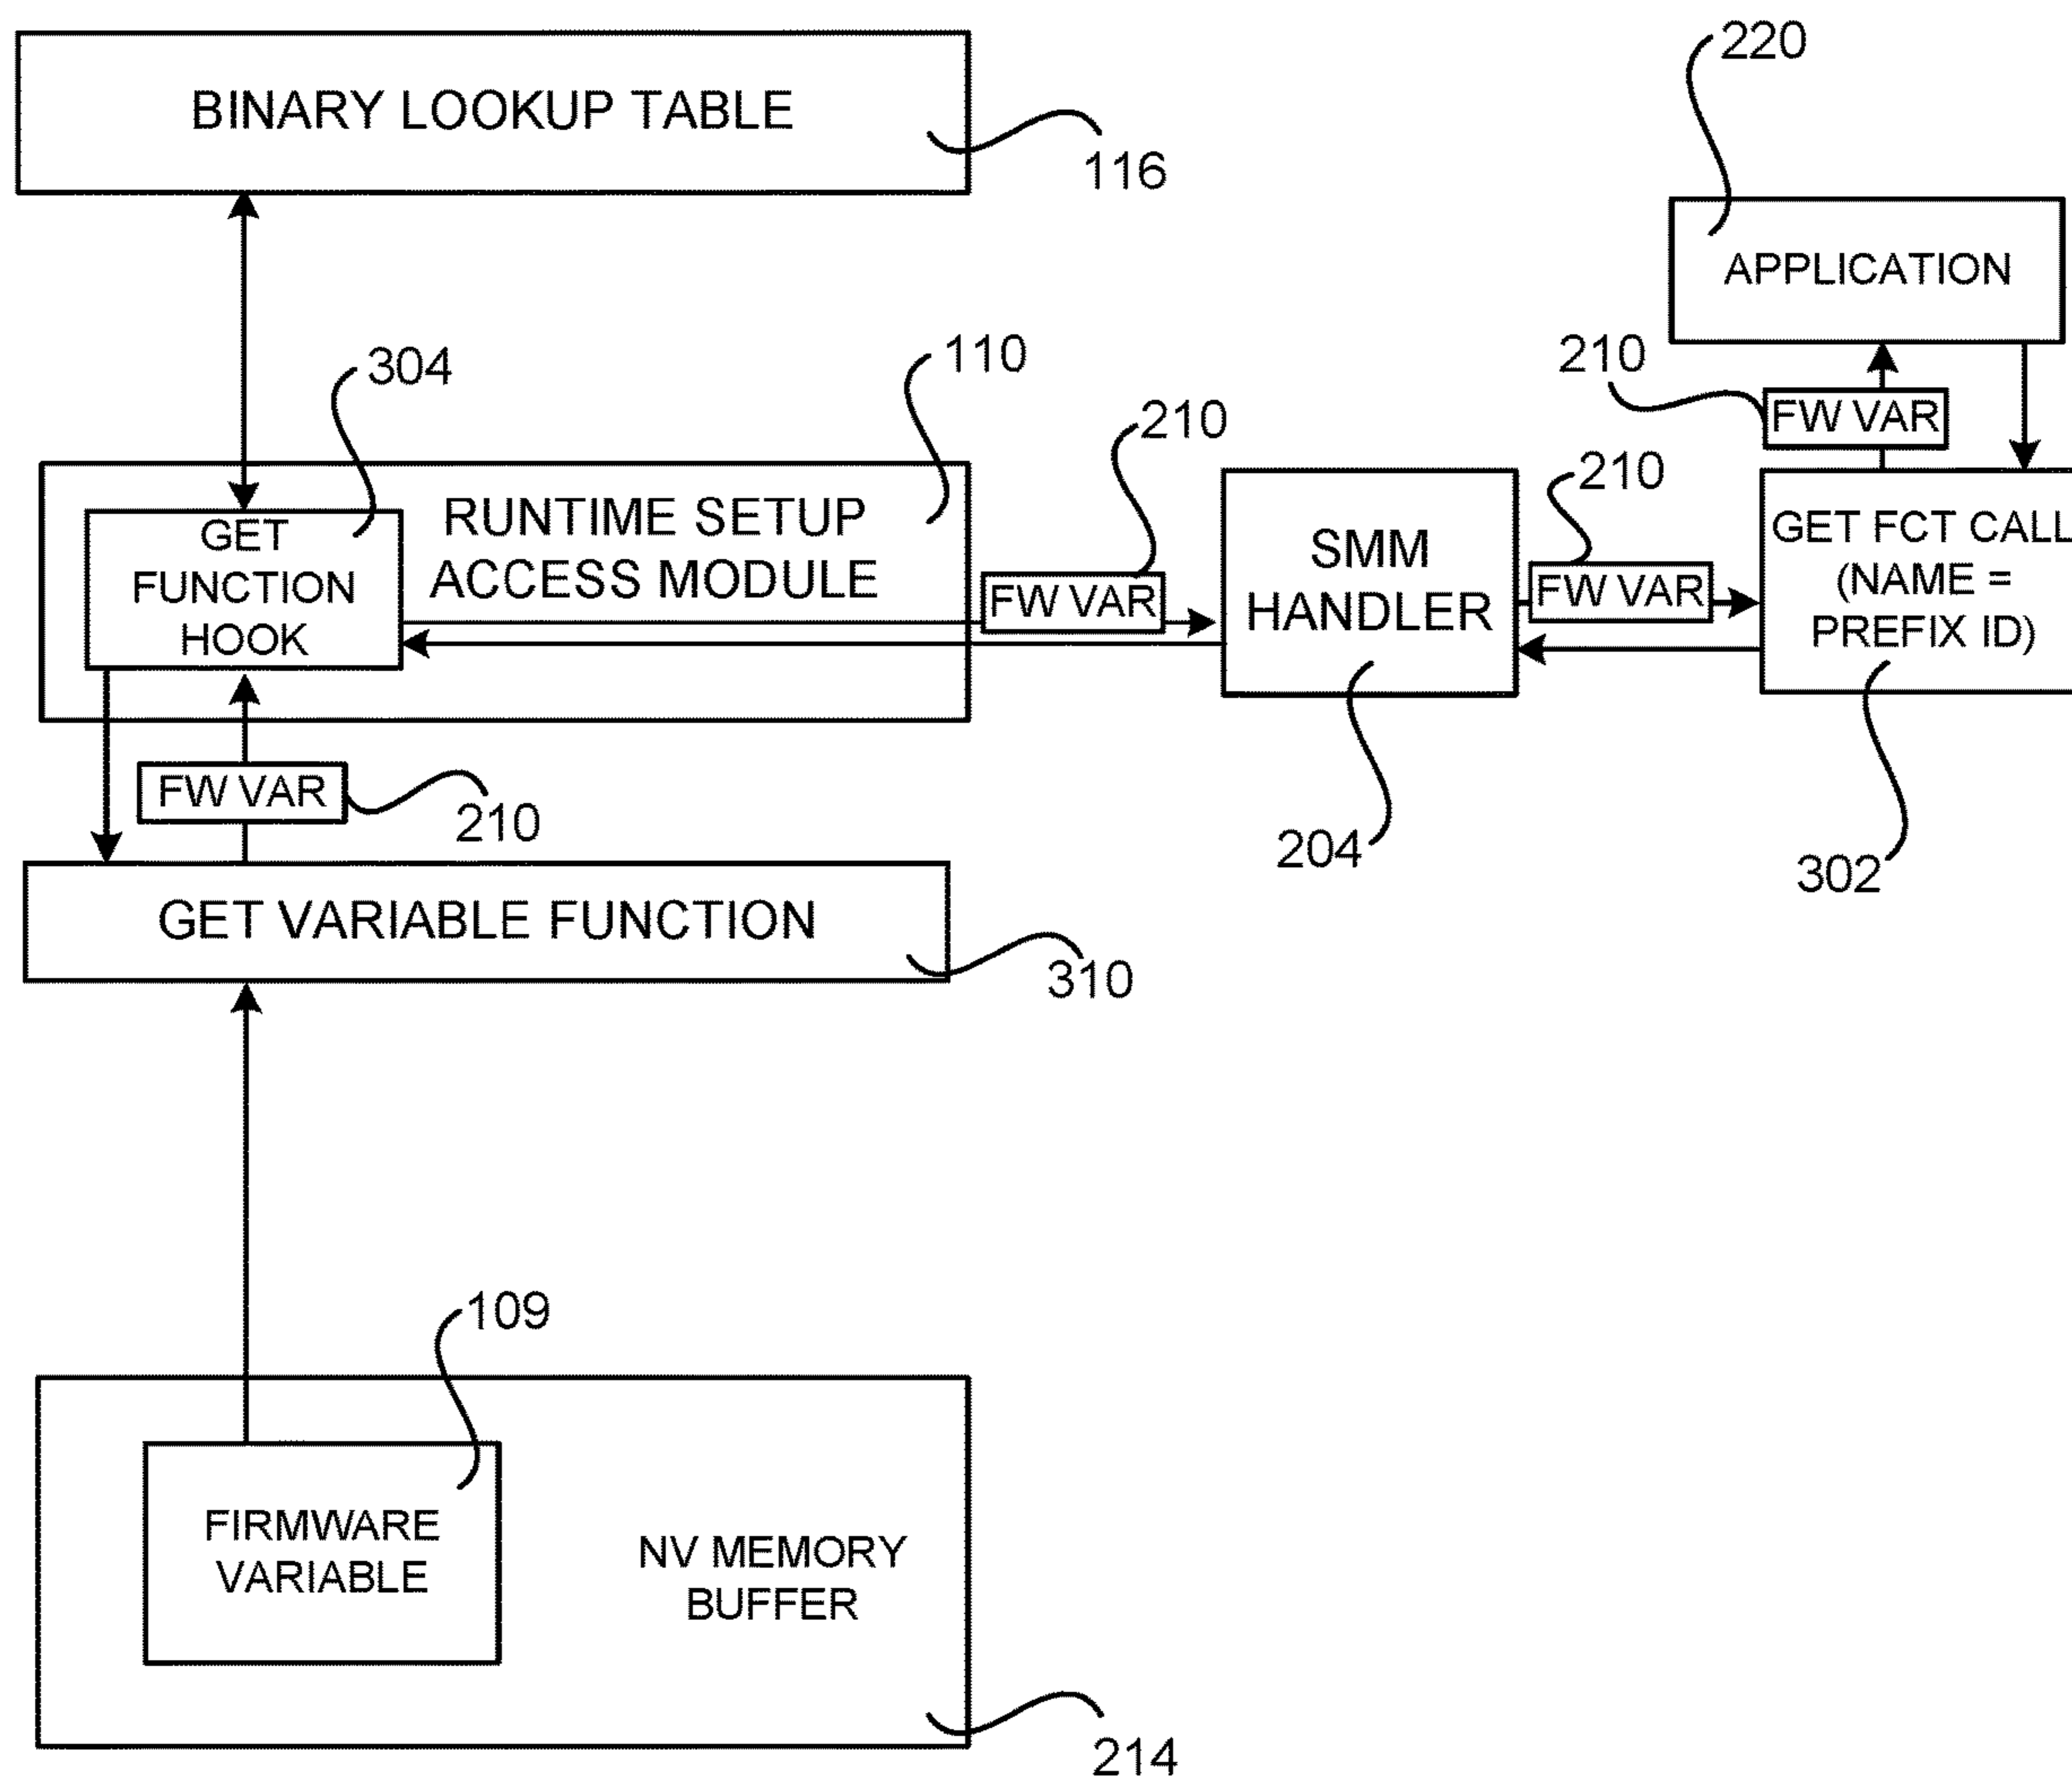 BINARY LOOKUP TABLE
116
220
APPLICATION
304
110
210
210
FW VAR
210
GET
FUNCTION
HOOK
RUNTIME SETUP
ACCESS MODULE
FW VAR
SMM
HANDLER
FW VAR
GET FCT CALL
(NAME =
PREFIX ID)
FW VAR
210
204
302
GET VARIABLE FUNCTION
310
109
FIRMWARE
VARIABLE
NV MEMORY
BUFFER
214